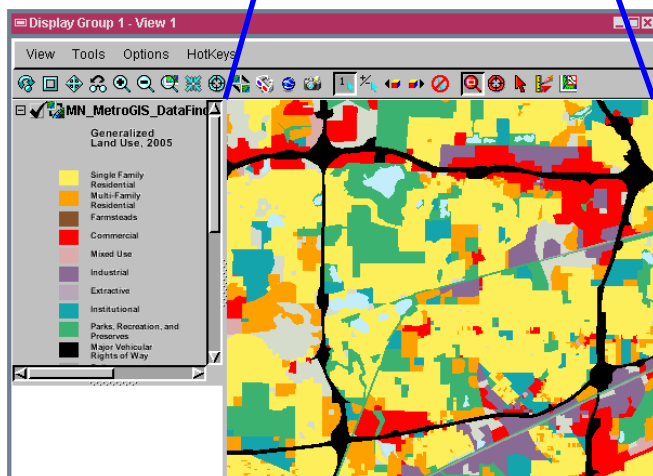 Display Group 1 - View 1
View Tools Options HotKeys
1
MN_MetroGIS_DataFind
Generalized
Land Use, 2005
Single Family
Residential
Multi-Family
Residential
Farmsteads
Commercial
Mixed Use
Industrial
Extractive
Institutional
Parks, Recreation, and
Preserves
Major Vehicular
Rights of Way